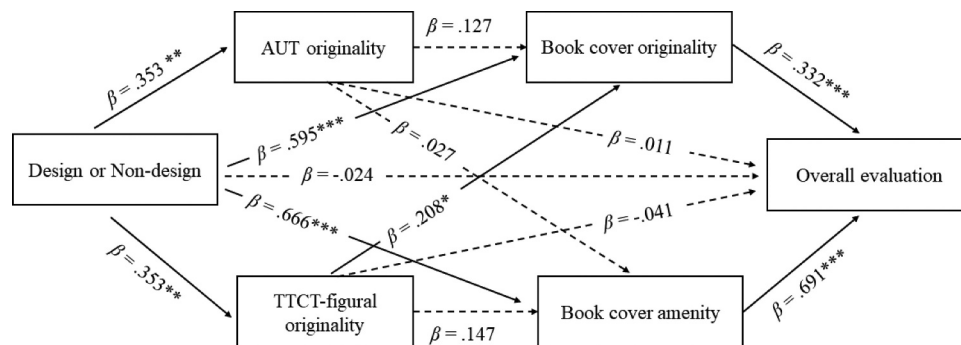 AUT originality
β = .127
Book cover originality
β = .353 **
β = .332***
β = .595***
β = .011
β = .027
Design or Non-design
β = -.024
Overall evaluation
β = .666***
β = .208*
β = -.041
β = .353**
TTCT-figural
originality
β = .147
Book cover amenity
β = .691***